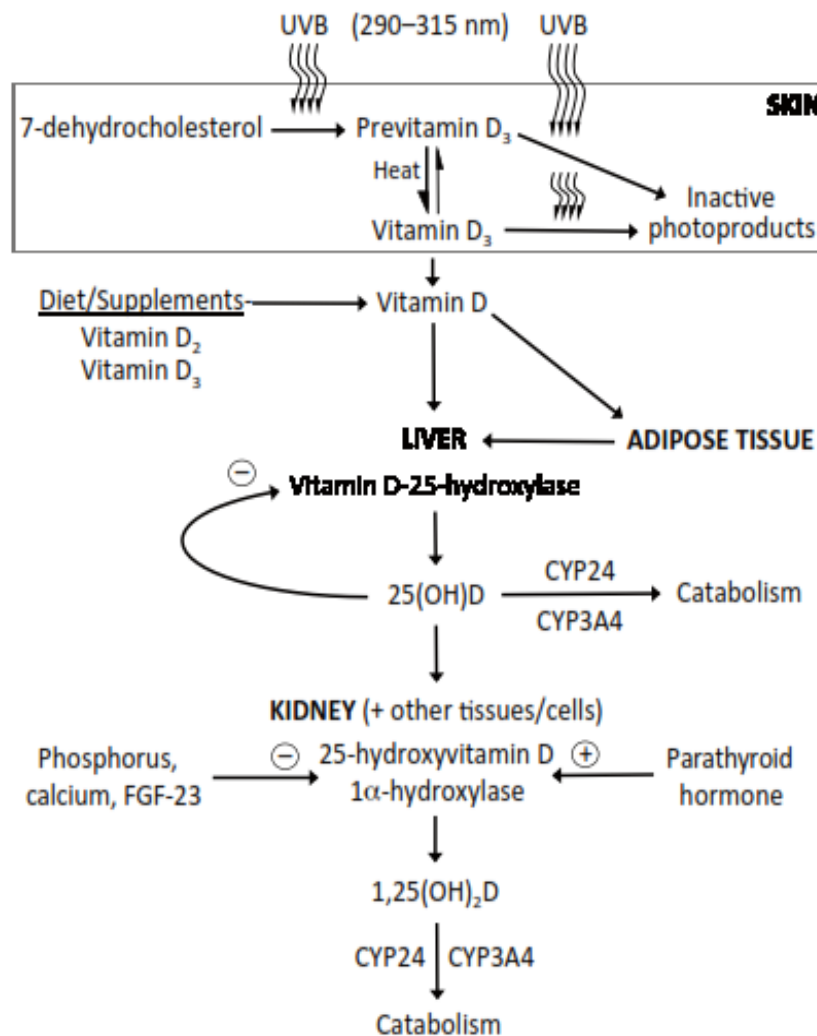 UVB (290–315 nm) UVB
SKIN
7-dehydrocholesterol Previtamin D₃
Heat
Inactive
photoproducts
Vitamin D₃
Diet/Supplements
Vitamin D
Vitamin D₂
Vitamin D₃
LIVER ADIPOSE TISSUE
−
Vitamin D-25-hydroxylase
25(OH)D
CYP24
CYP3A4
Catabolism
KIDNEY (+ other tissues/cells)
Phosphorus,
calcium, FGF-23
−
25-hydroxyvitamin D
1α-hydroxylase
+
Parathyroid
hormone
1,25(OH)₂D
CYP24 CYP3A4
Catabolism